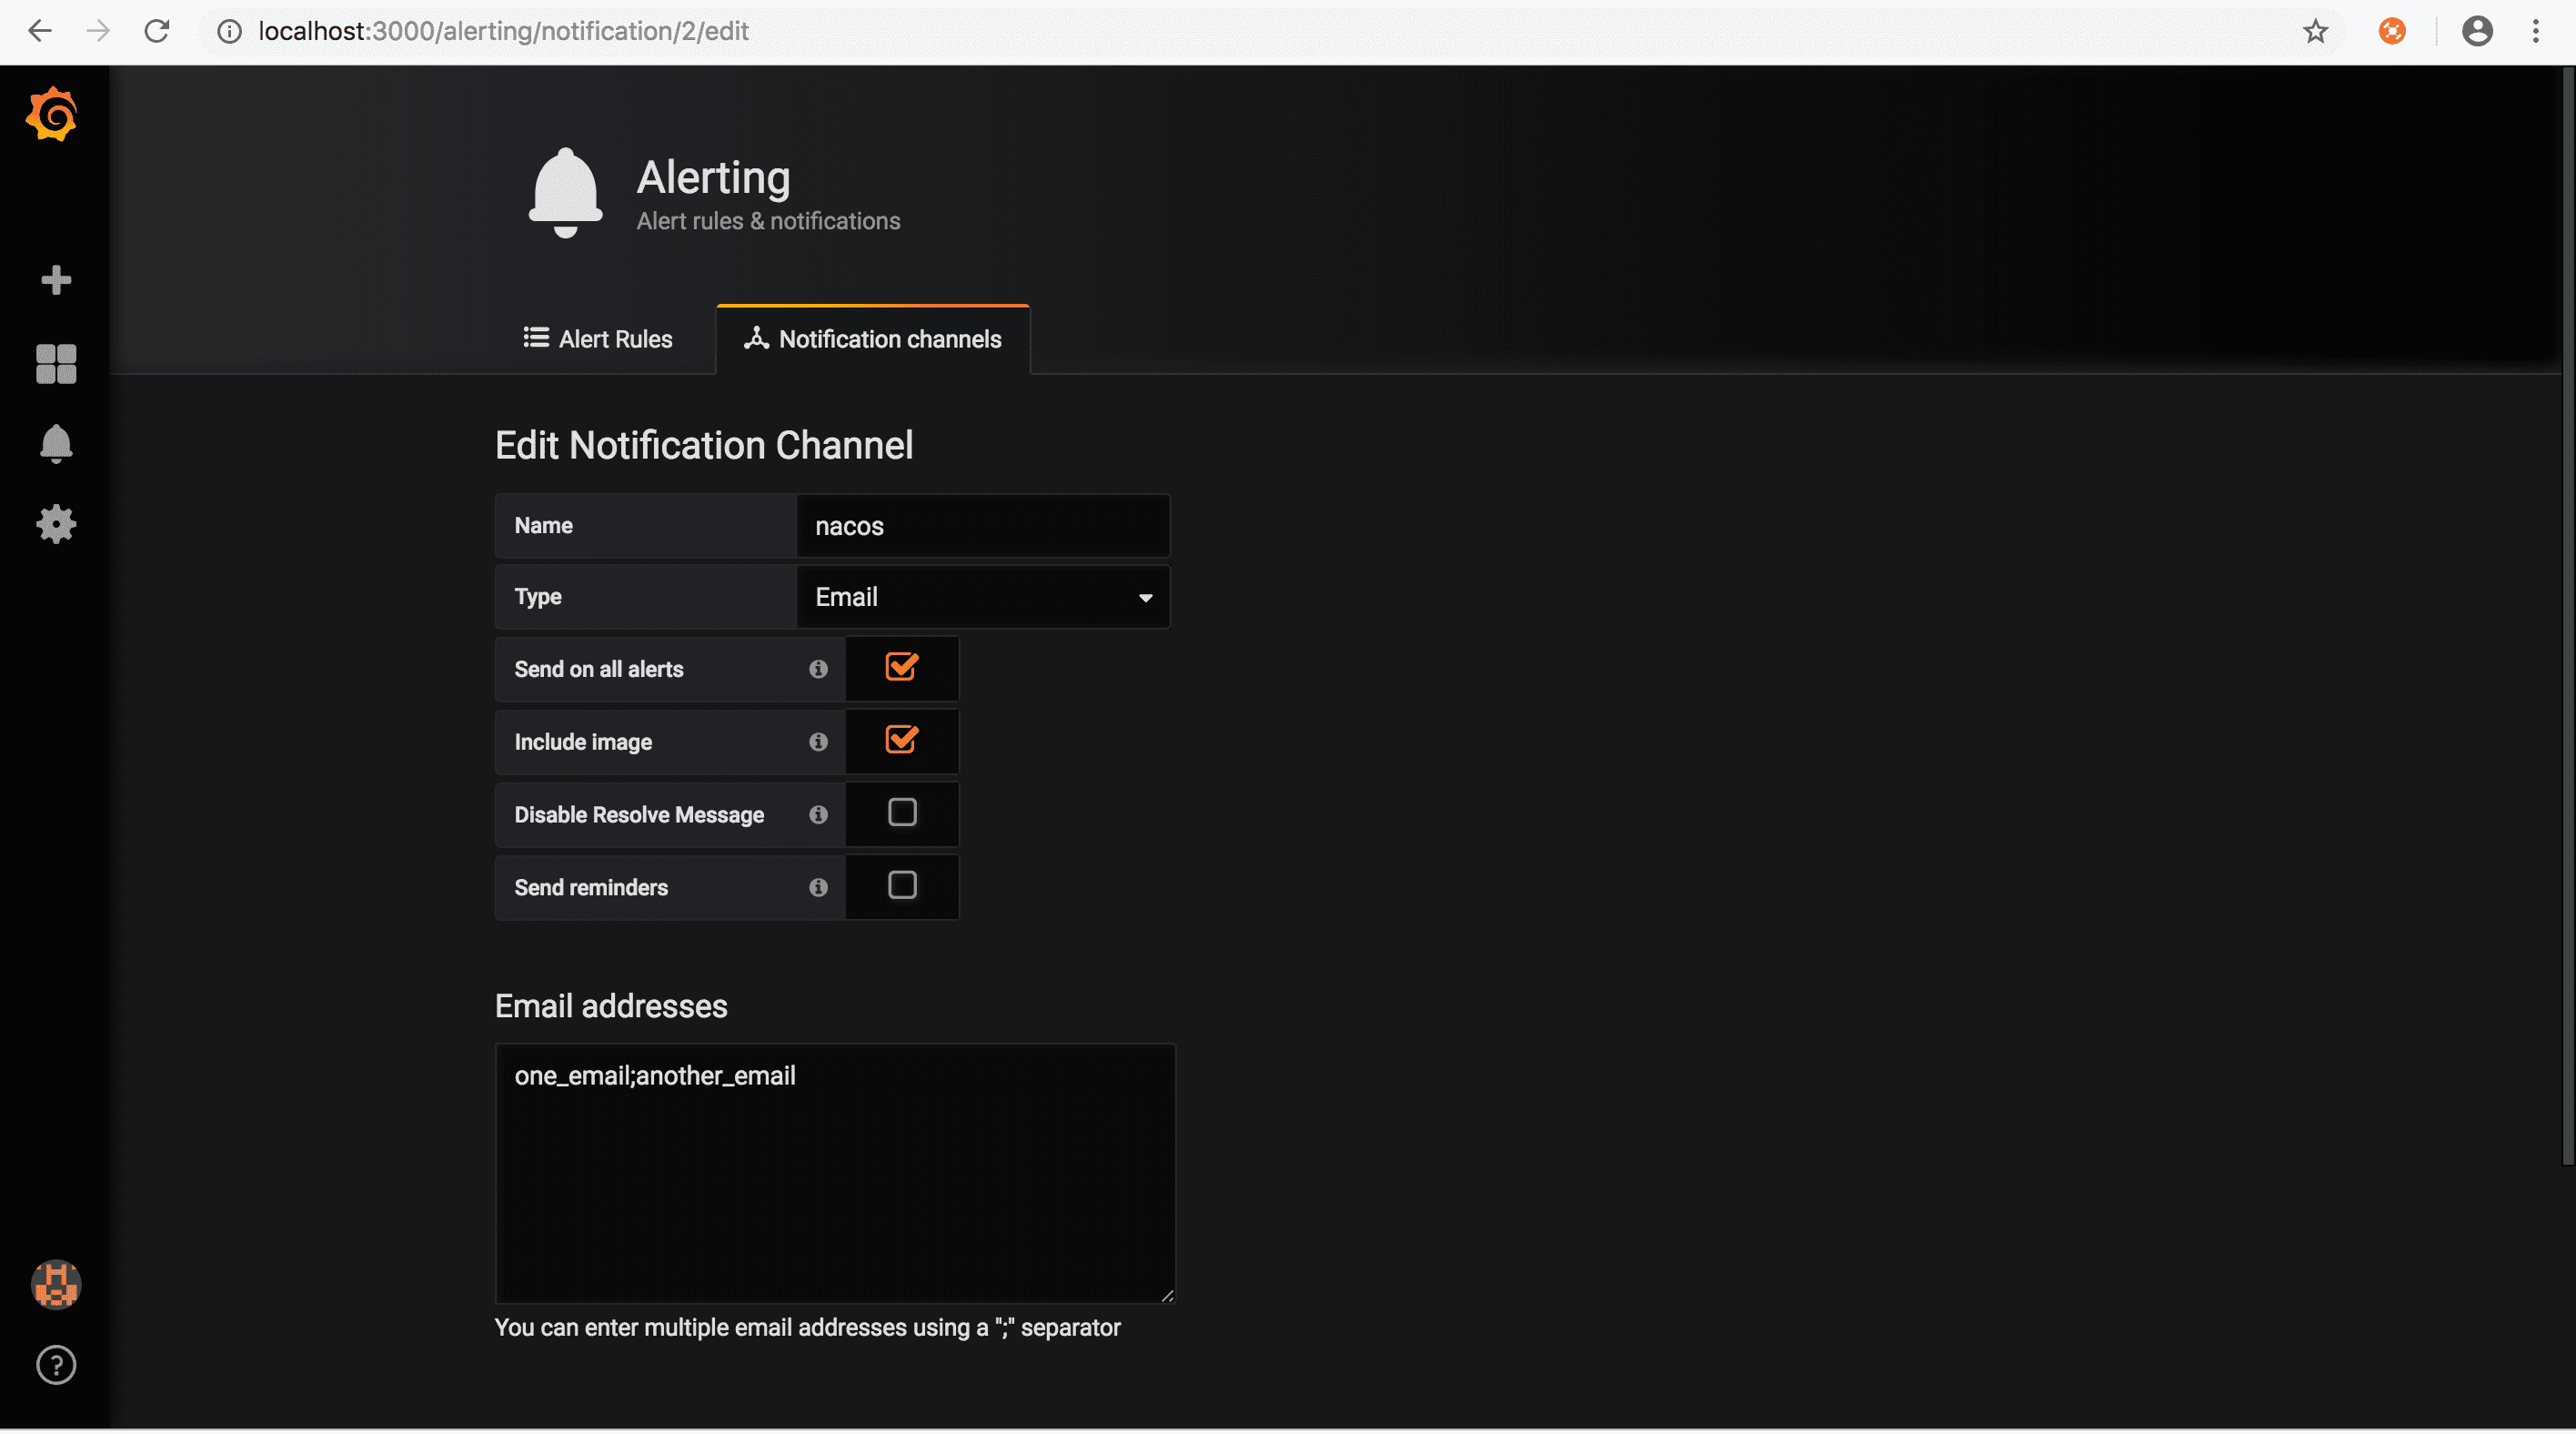 localhost:3000/alerting/notification/2/edit
Alerting
Alert rules & notifications
Alert Rules
Notification channels
Edit Notification Channel
Name
nacos
Type
Email
Send on all alerts
Include image
Disable Resolve Message
Send reminders
Email addresses
one_email;another_email
You can enter multiple email addresses using a ";" separator